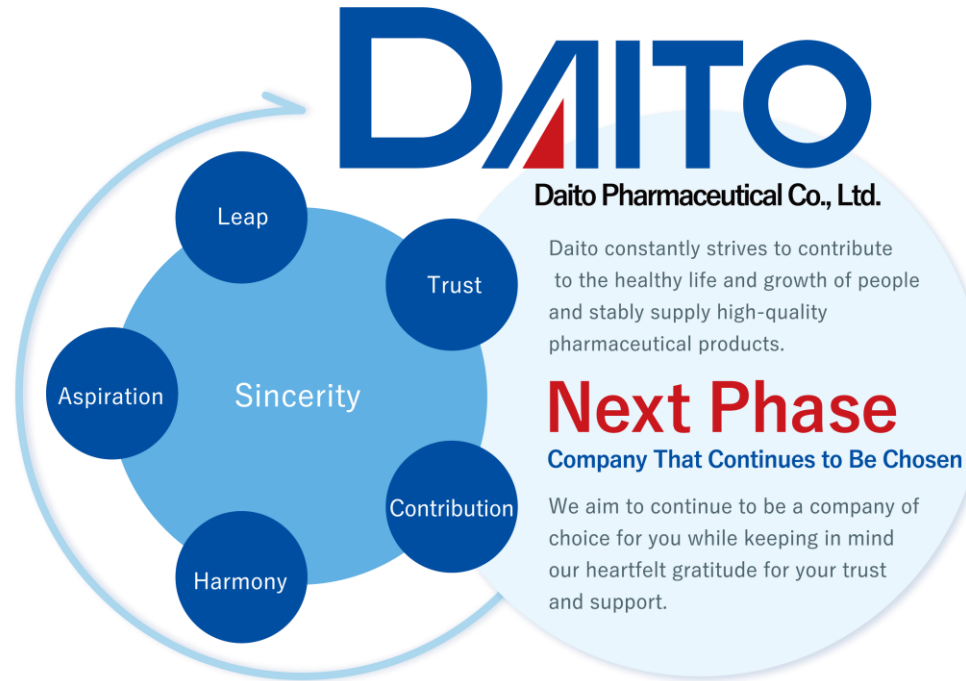 DAITO
Daito Pharmaceutical Co., Ltd.
Daito constantly strives to contribute
to the healthy life and growth of people
and stably supply high-quality
pharmaceutical products.
Next Phase
Company That Continues to Be Chosen
We aim to continue to be a company of
choice for you while keeping in mind
our heartfelt gratitude for your trust
and support.
Leap
Trust
Aspiration
Sincerity
Contribution
Harmony